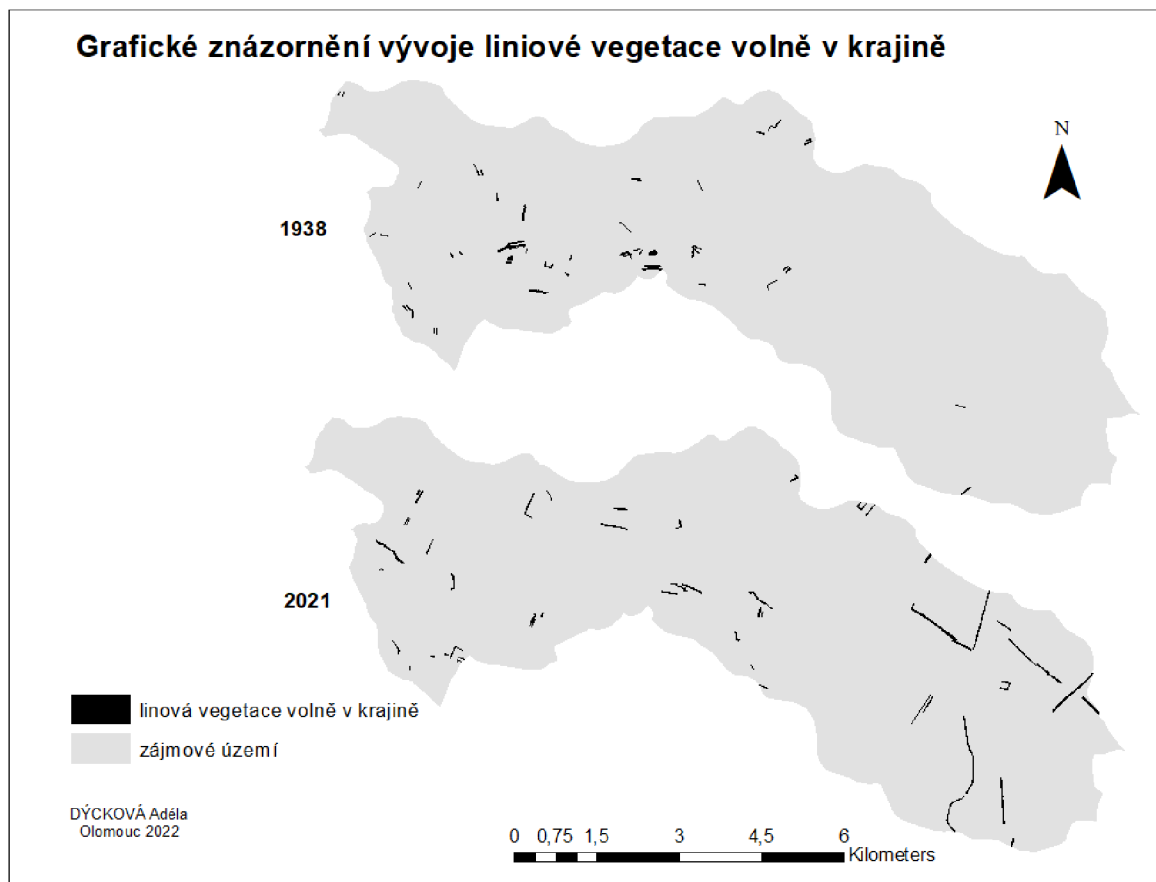 Grafické znázornění vývoje liniové vegetace volně v krajině
N
1938
2021
linová vegetace volně v krajině
zájmové území
DÝCKOVÁ Adéla
Olomouc 2022
0 0,75 1,5 3 4,5 6
Kilometers